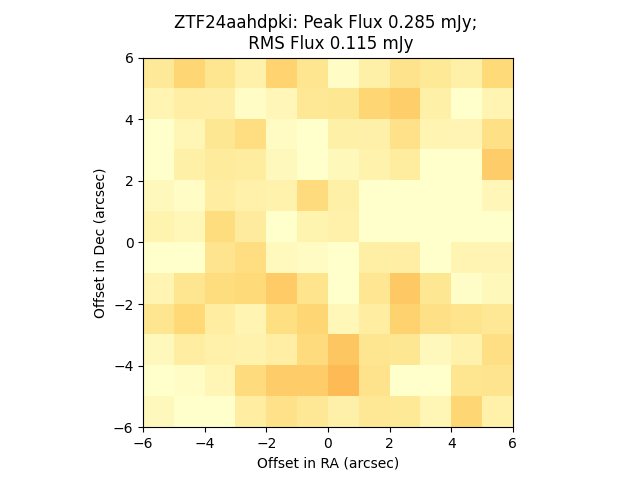 ZTF24aahdpki: Peak Flux 0.285 mJy;
RMS Flux 0.115 mJy
6
4
2
0
−2
−4
−6
Offset in Dec (arcsec)
−6 −4 −2 0 2 4 6
Offset in RA (arcsec)